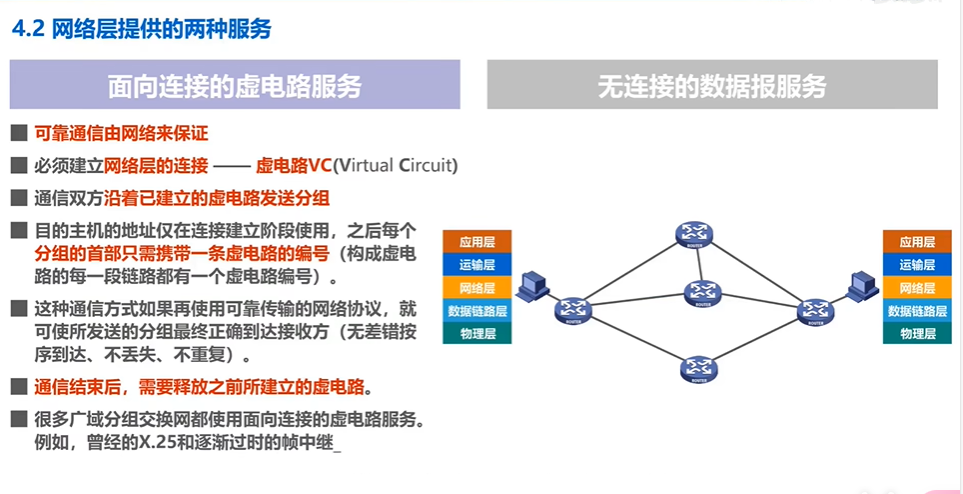 4.2 网络层提供的两种服务
面向连接的虚电路服务
无连接的数据报服务
可靠通信由网络来保证
必须建立网络层的连接 —— 虚电路VC(Virtual Circuit)
通信双方沿着已建立的虚电路发送分组
目的主机的地址仅在连接建立阶段使用，之后每个
分组的首部只需携带一条虚电路的编号（构成虚电
路的每一段链路都有一个虚电路编号）。
这种通信方式如果再使用可靠传输的网络协议，就
可使所发送的分组最终正确到达接收方（无差错按
序到达、不丢失、不重复）。
通信结束后，需要释放之前所建立的虚电路。
很多广域分组交换网都使用面向连接的虚电路服务。
例如，曾经的X.25和逐渐过时的帧中继_
应用层
运输层
网络层
数据链路层
物理层
ROUTER
ROUTER
ROUTER
ROUTER
ROUTER
应用层
运输层
网络层
数据链路层
物理层